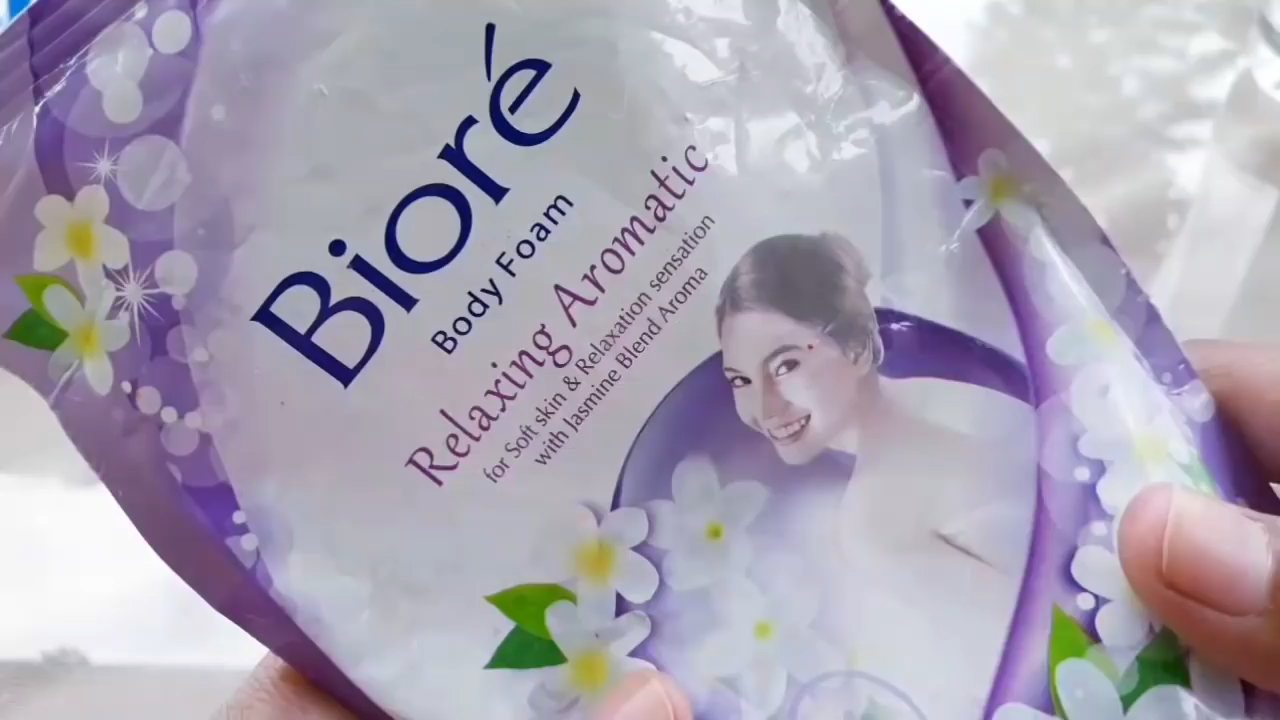 Bioré
Body Foam
Relaxing Aromatic
for Soft skin & Relaxation sensation
with Jasmine Blend Aroma